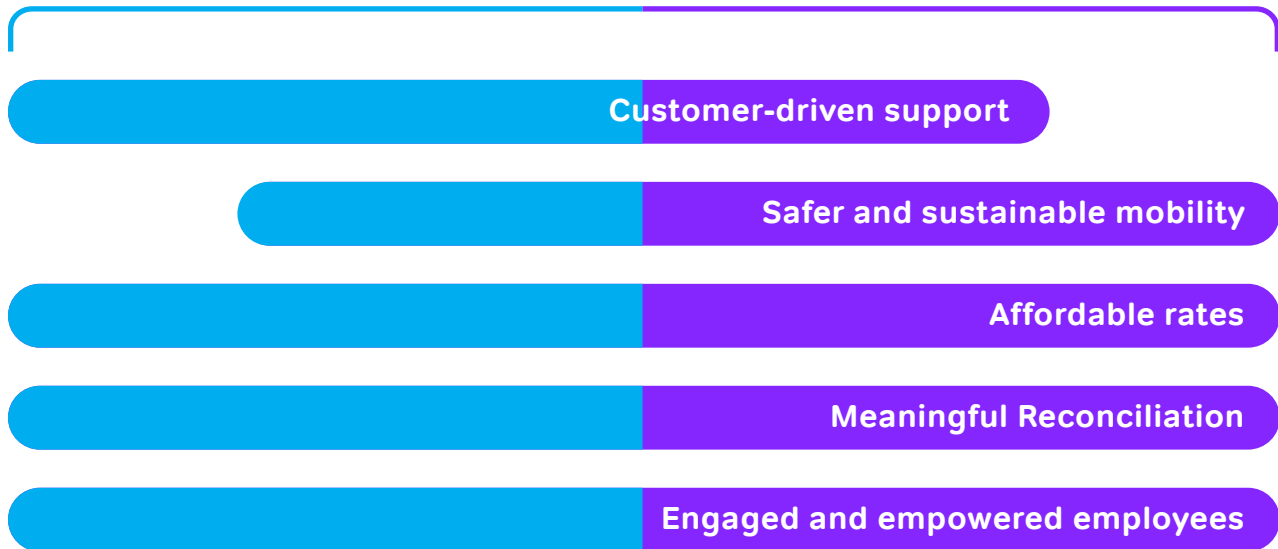 Customer-driven support
Safer and sustainable mobility
Affordable rates
Meaningful Reconciliation
Engaged and empowered employees